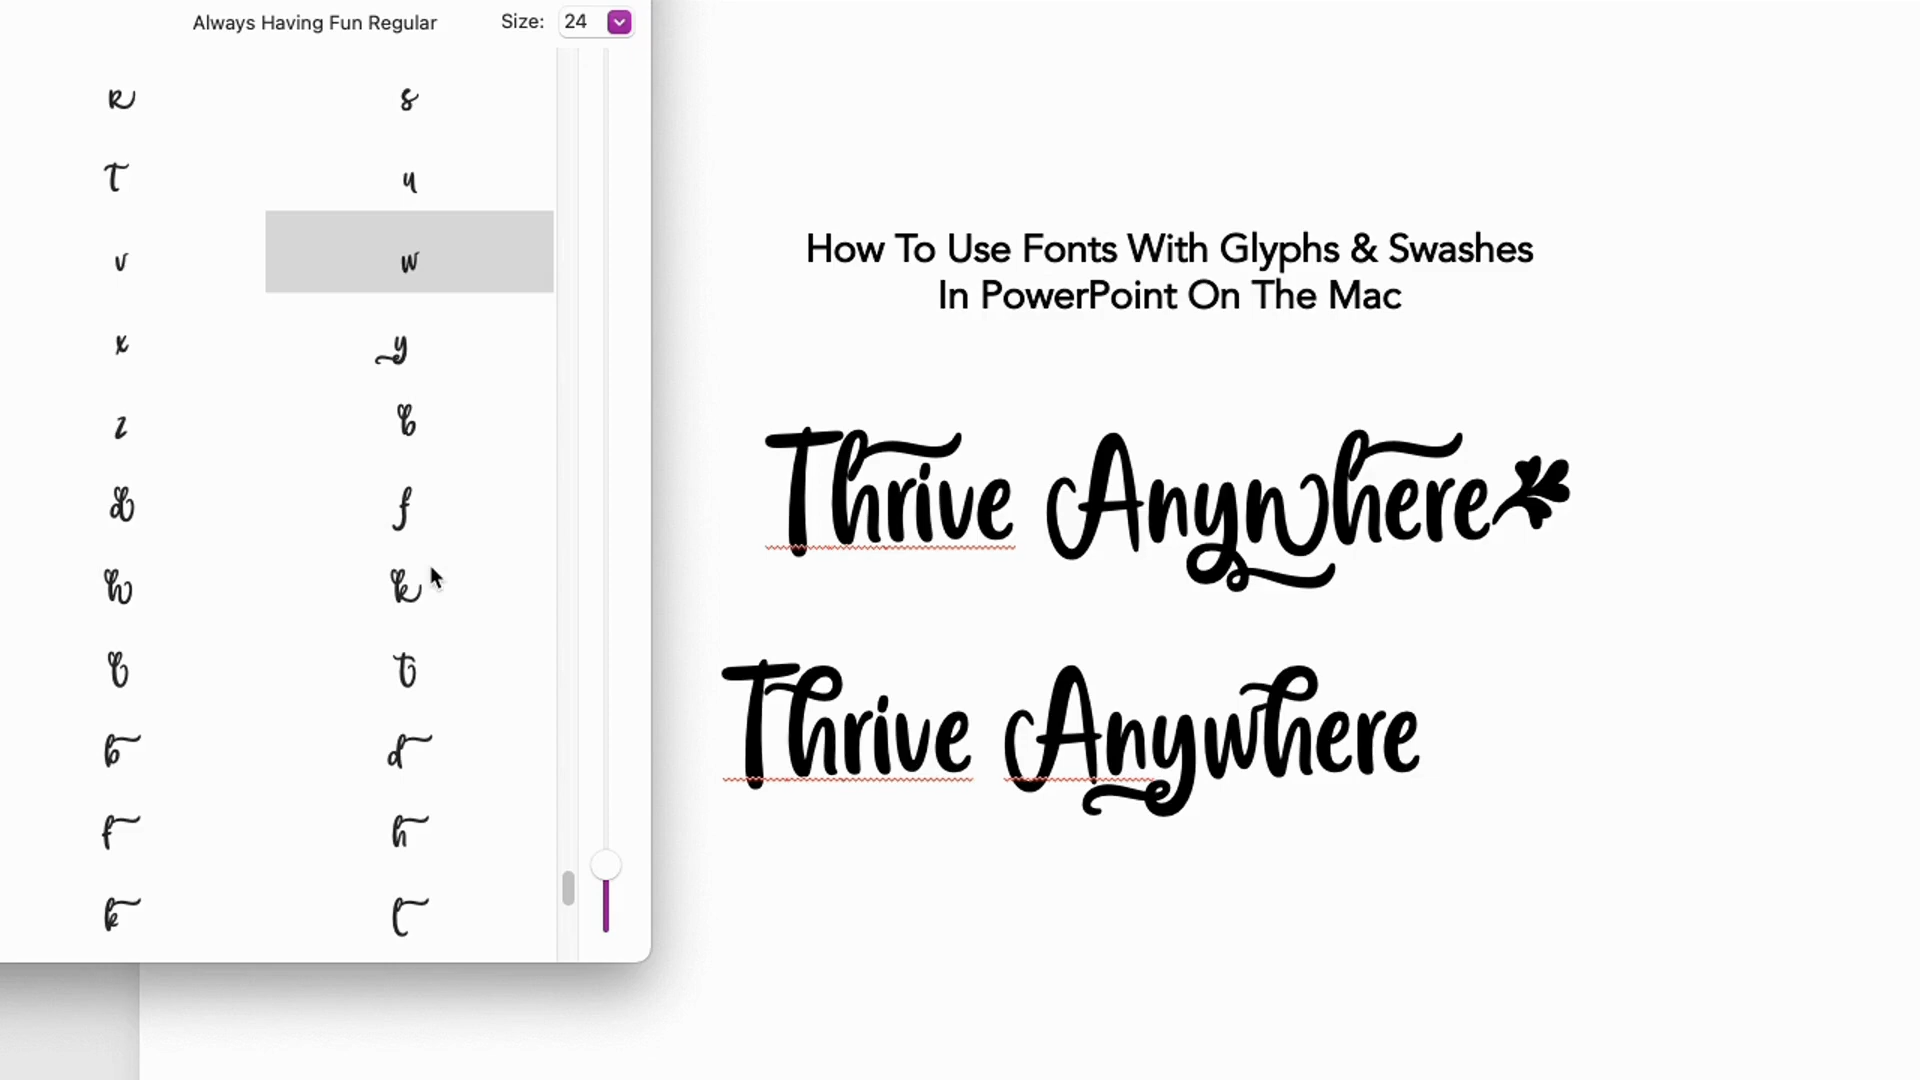 Always Having Fun Regular Size: 24
R s
T u
v w
x y
z b
d f
h k
l t
b d
f h
k l
How To Use Fonts With Glyphs & Swashes
In PowerPoint On The Mac
Thrive Anywhere
Thrive Anywhere